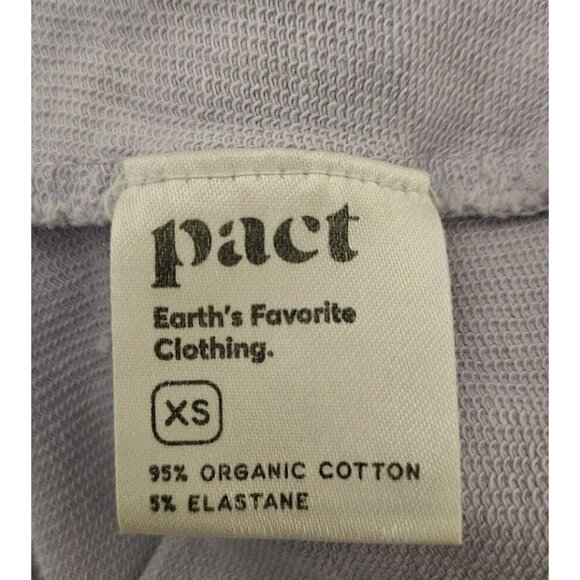 pact
Earth's Favorite
Clothing.
XS
95% ORGANIC COTTON
5% ELASTANE